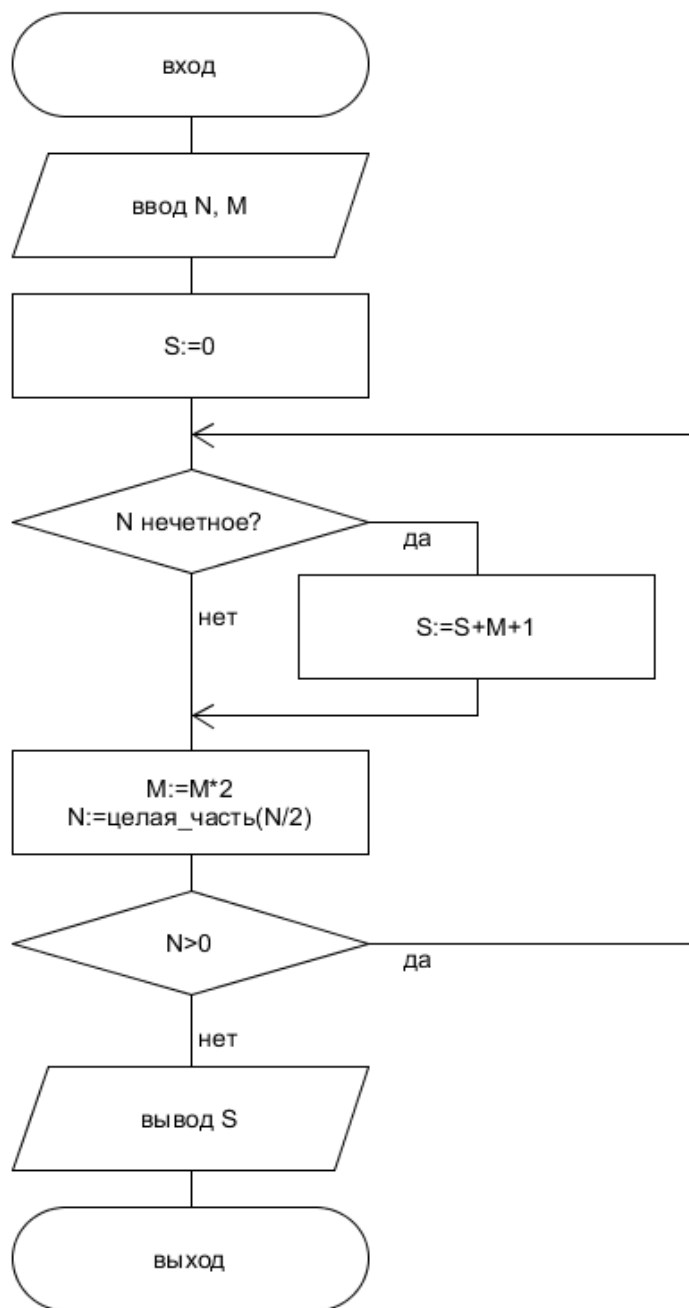 вход
ввод N, M
S:=0
N нечетное?
да
нет
S:=S+M+1
M:=M*2
N:=целая_часть(N/2)
N>0
да
нет
вывод S
выход